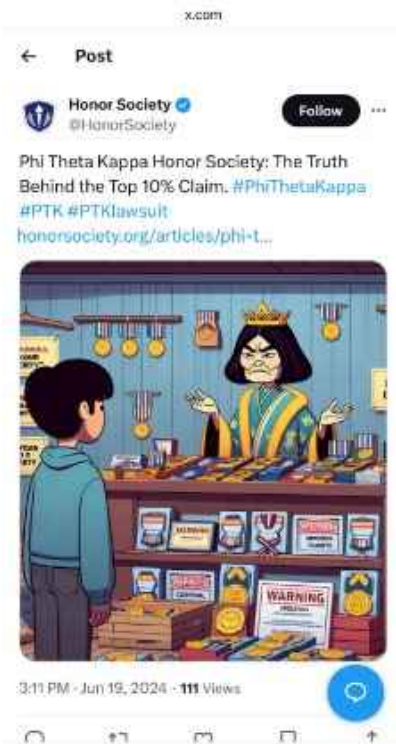 x.com
Post
Honor Society
@HonorSociety
Follow
Phi Theta Kappa Honor Society: The Truth
Behind the Top 10% Claim. #PhiThetaKappa
#PTK #PTKlawsuit
honorsociety.org/articles/phi-t...
WARNING
3:11 PM · Jun 19, 2024 · 111 Views